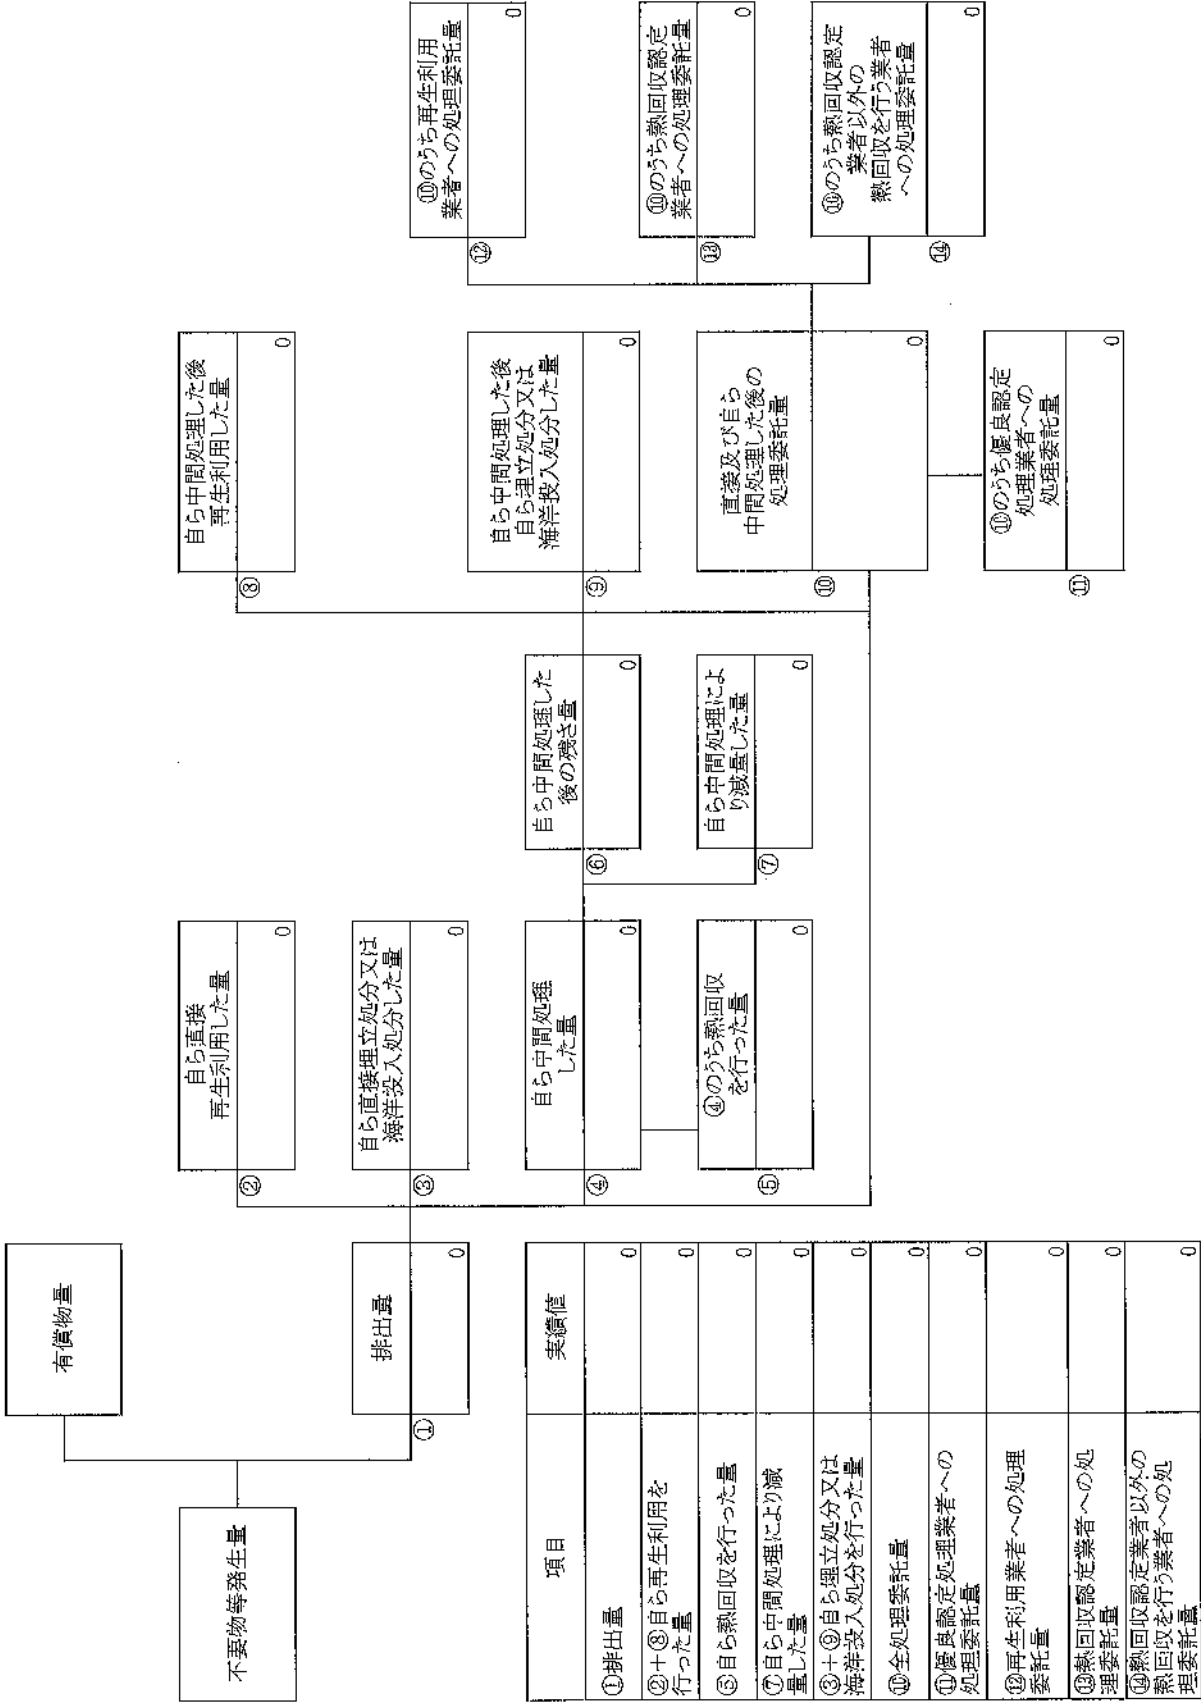 不要物等発生量
有償物量
排出量
①
0
自ら直接
再生利用した量
②
0
自ら直接埋立処分又は
海洋投入処分した量
③
0
自ら中間処理
した量
④
0
④のうち熱回収
を行った量
⑤
0
自ら中間処理した
後の残さ量
⑥
0
自ら中間処理によ
り減量した量
⑦
0
自ら中間処理した後
再生利用した量
⑧
0
自ら中間処理した後
自ら埋立処分又は
海洋投入処分した量
⑨
0
直接及び自ら
中間処理した後の
処理委託量
⑩
0
⑩のうち優良認定
処理業者への
処理委託量
⑪
0
⑩のうち再生利用
業者への処理委託量
⑫
0
⑩のうち熱回収認定
業者への処理委託量
⑬
0
⑩のうち熱回収認定
業者以外の
熱回収を行う業者
への処理委託量
⑭
0
項目 実績値
①排出量 0
②+⑧自ら再生利用を
行った量 0
⑤自ら熱回収を行った量 0
⑦自ら中間処理により減
量した量 0
③+⑨自ら埋立処分又は
海洋投入処分を行った量 0
⑩全処理委託量 0
⑪優良認定処理業者への
処理委託量 0
⑫再生利用業者への処理
委託量 0
⑬熱回収認定業者への処
理委託量 0
⑭熱回収認定業者以外の
熱回収を行う業者への処
理委託量 0